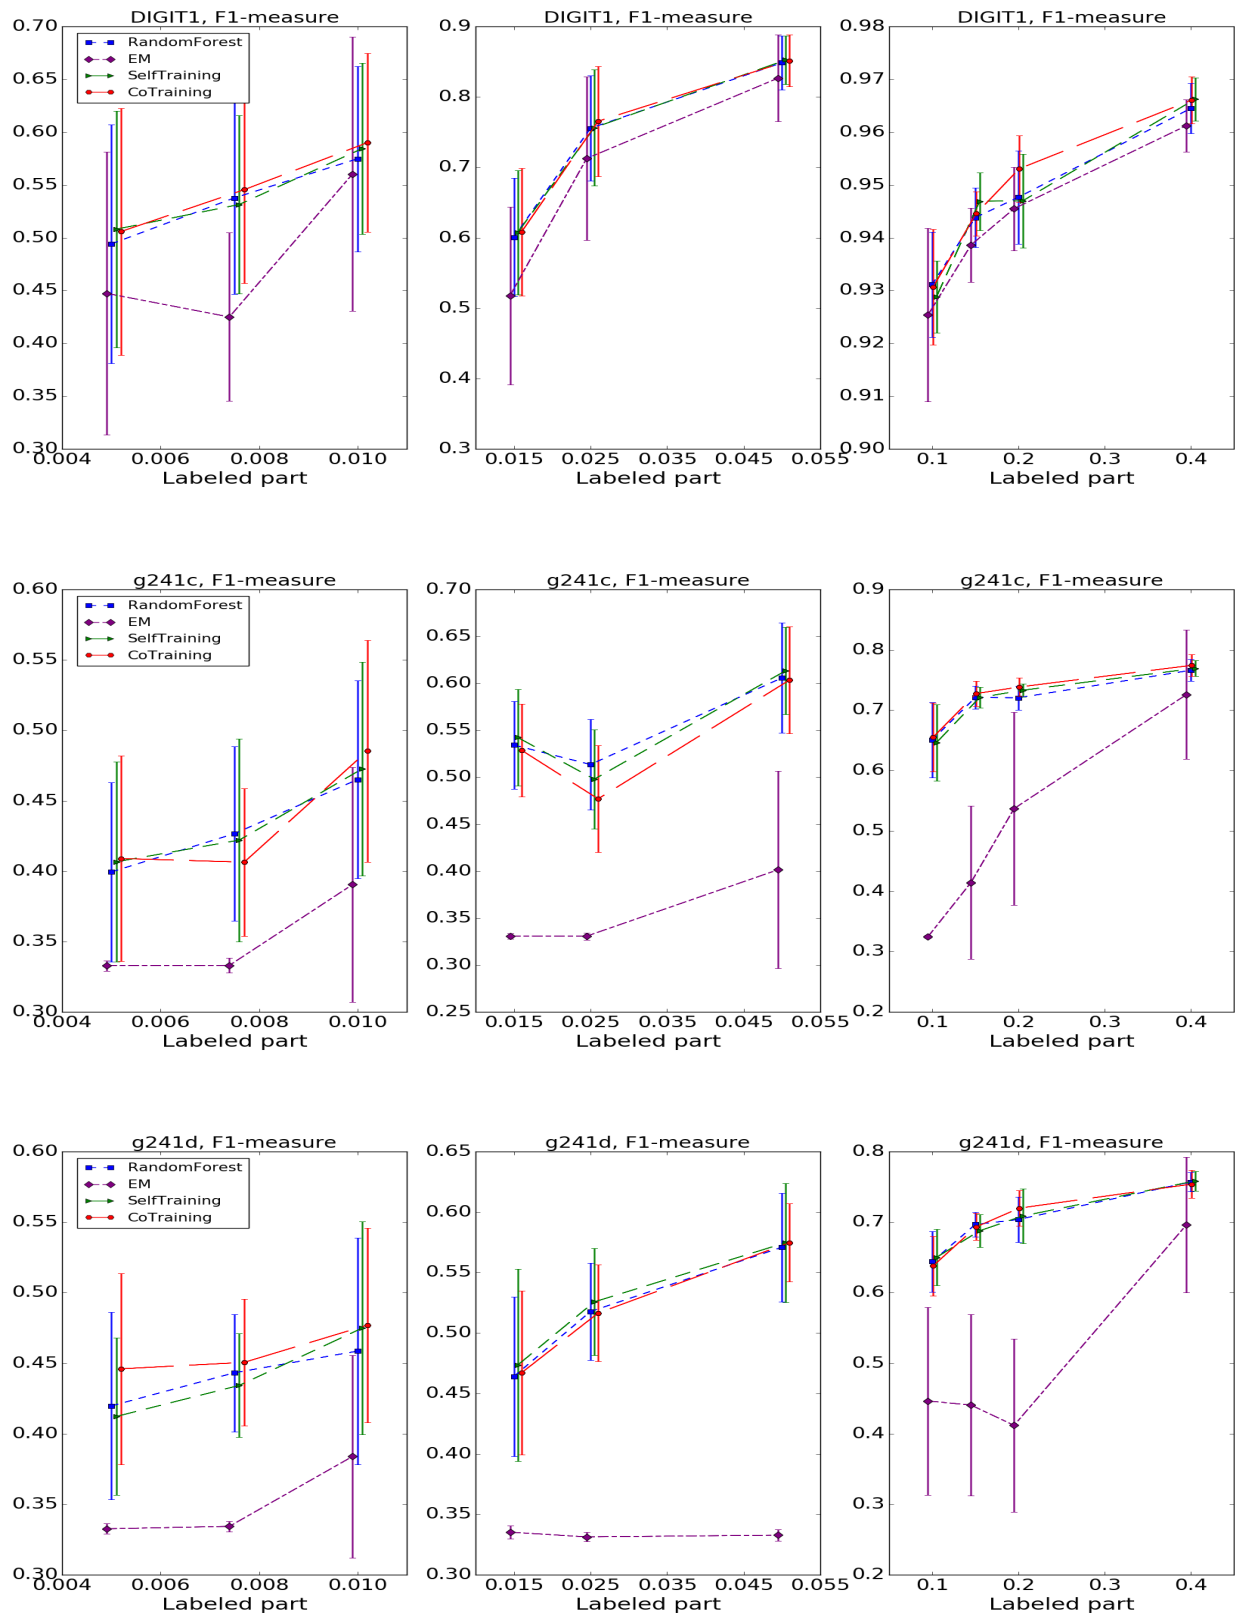 DIGIT1, F1-measure
0.70
0.65
0.60
0.55
0.50
0.45
0.40
0.35
0.30
RandomForest
EM
SelfTraining
CoTraining
0.004 0.006 0.008 0.010
Labeled part
DIGIT1, F1-measure
0.9
0.8
0.7
0.6
0.5
0.4
0.3
0.015 0.025 0.035 0.045 0.055
Labeled part
DIGIT1, F1-measure
0.98
0.97
0.96
0.95
0.94
0.93
0.92
0.91
0.90
0.1 0.2 0.3 0.4
Labeled part
g241c, F1-measure
0.60
0.55
0.50
0.45
0.40
0.35
0.30
RandomForest
EM
SelfTraining
CoTraining
0.004 0.006 0.008 0.010
Labeled part
g241c, F1-measure
0.70
0.65
0.60
0.55
0.50
0.45
0.40
0.35
0.30
0.25
0.015 0.025 0.035 0.045 0.055
Labeled part
g241c, F1-measure
0.9
0.8
0.7
0.6
0.5
0.4
0.3
0.2
0.1 0.2 0.3 0.4
Labeled part
g241d, F1-measure
0.60
0.55
0.50
0.45
0.40
0.35
0.30
RandomForest
EM
SelfTraining
CoTraining
0.004 0.006 0.008 0.010
Labeled part
g241d, F1-measure
0.65
0.60
0.55
0.50
0.45
0.40
0.35
0.30
0.015 0.025 0.035 0.045 0.055
Labeled part
g241d, F1-measure
0.8
0.7
0.6
0.5
0.4
0.3
0.2
0.1 0.2 0.3 0.4
Labeled part